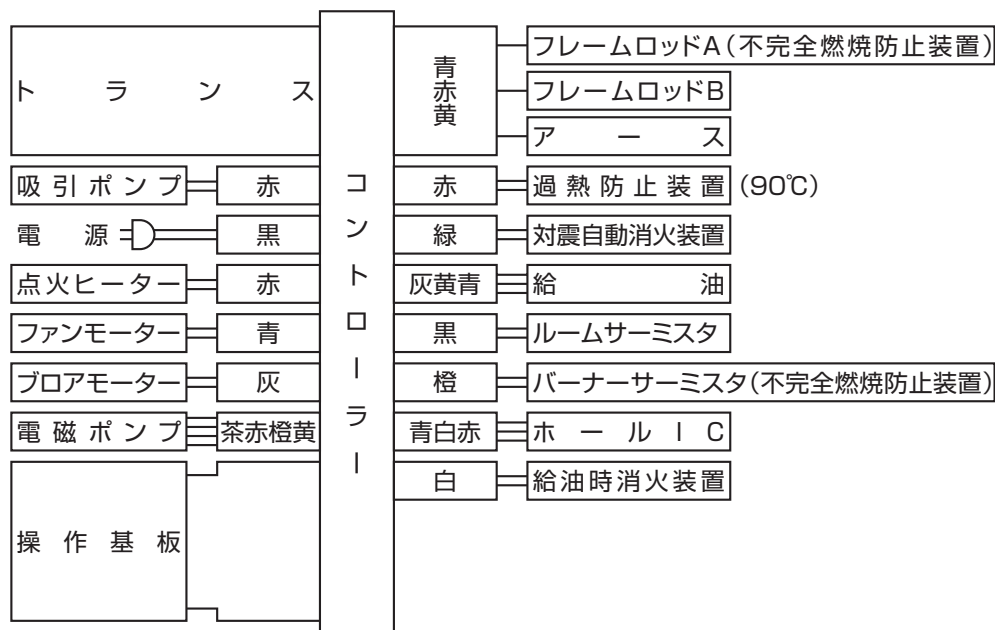 トランス
青赤黄
フレームロッドA(不完全燃焼防止装置)
フレームロッドB
アース
コントローラー
吸引ポンプ 赤
赤 過熱防止装置 (90℃)
電源 黒
緑 対震自動消火装置
点火ヒーター 赤
灰黄青 給油
ファンモーター 青
黒 ルームサーミスタ
ブロアモーター 灰
橙 バーナーサーミスタ(不完全燃焼防止装置)
電磁ポンプ 茶赤橙黄
青白赤 ホールIC
白 給油時消火装置
操作基板